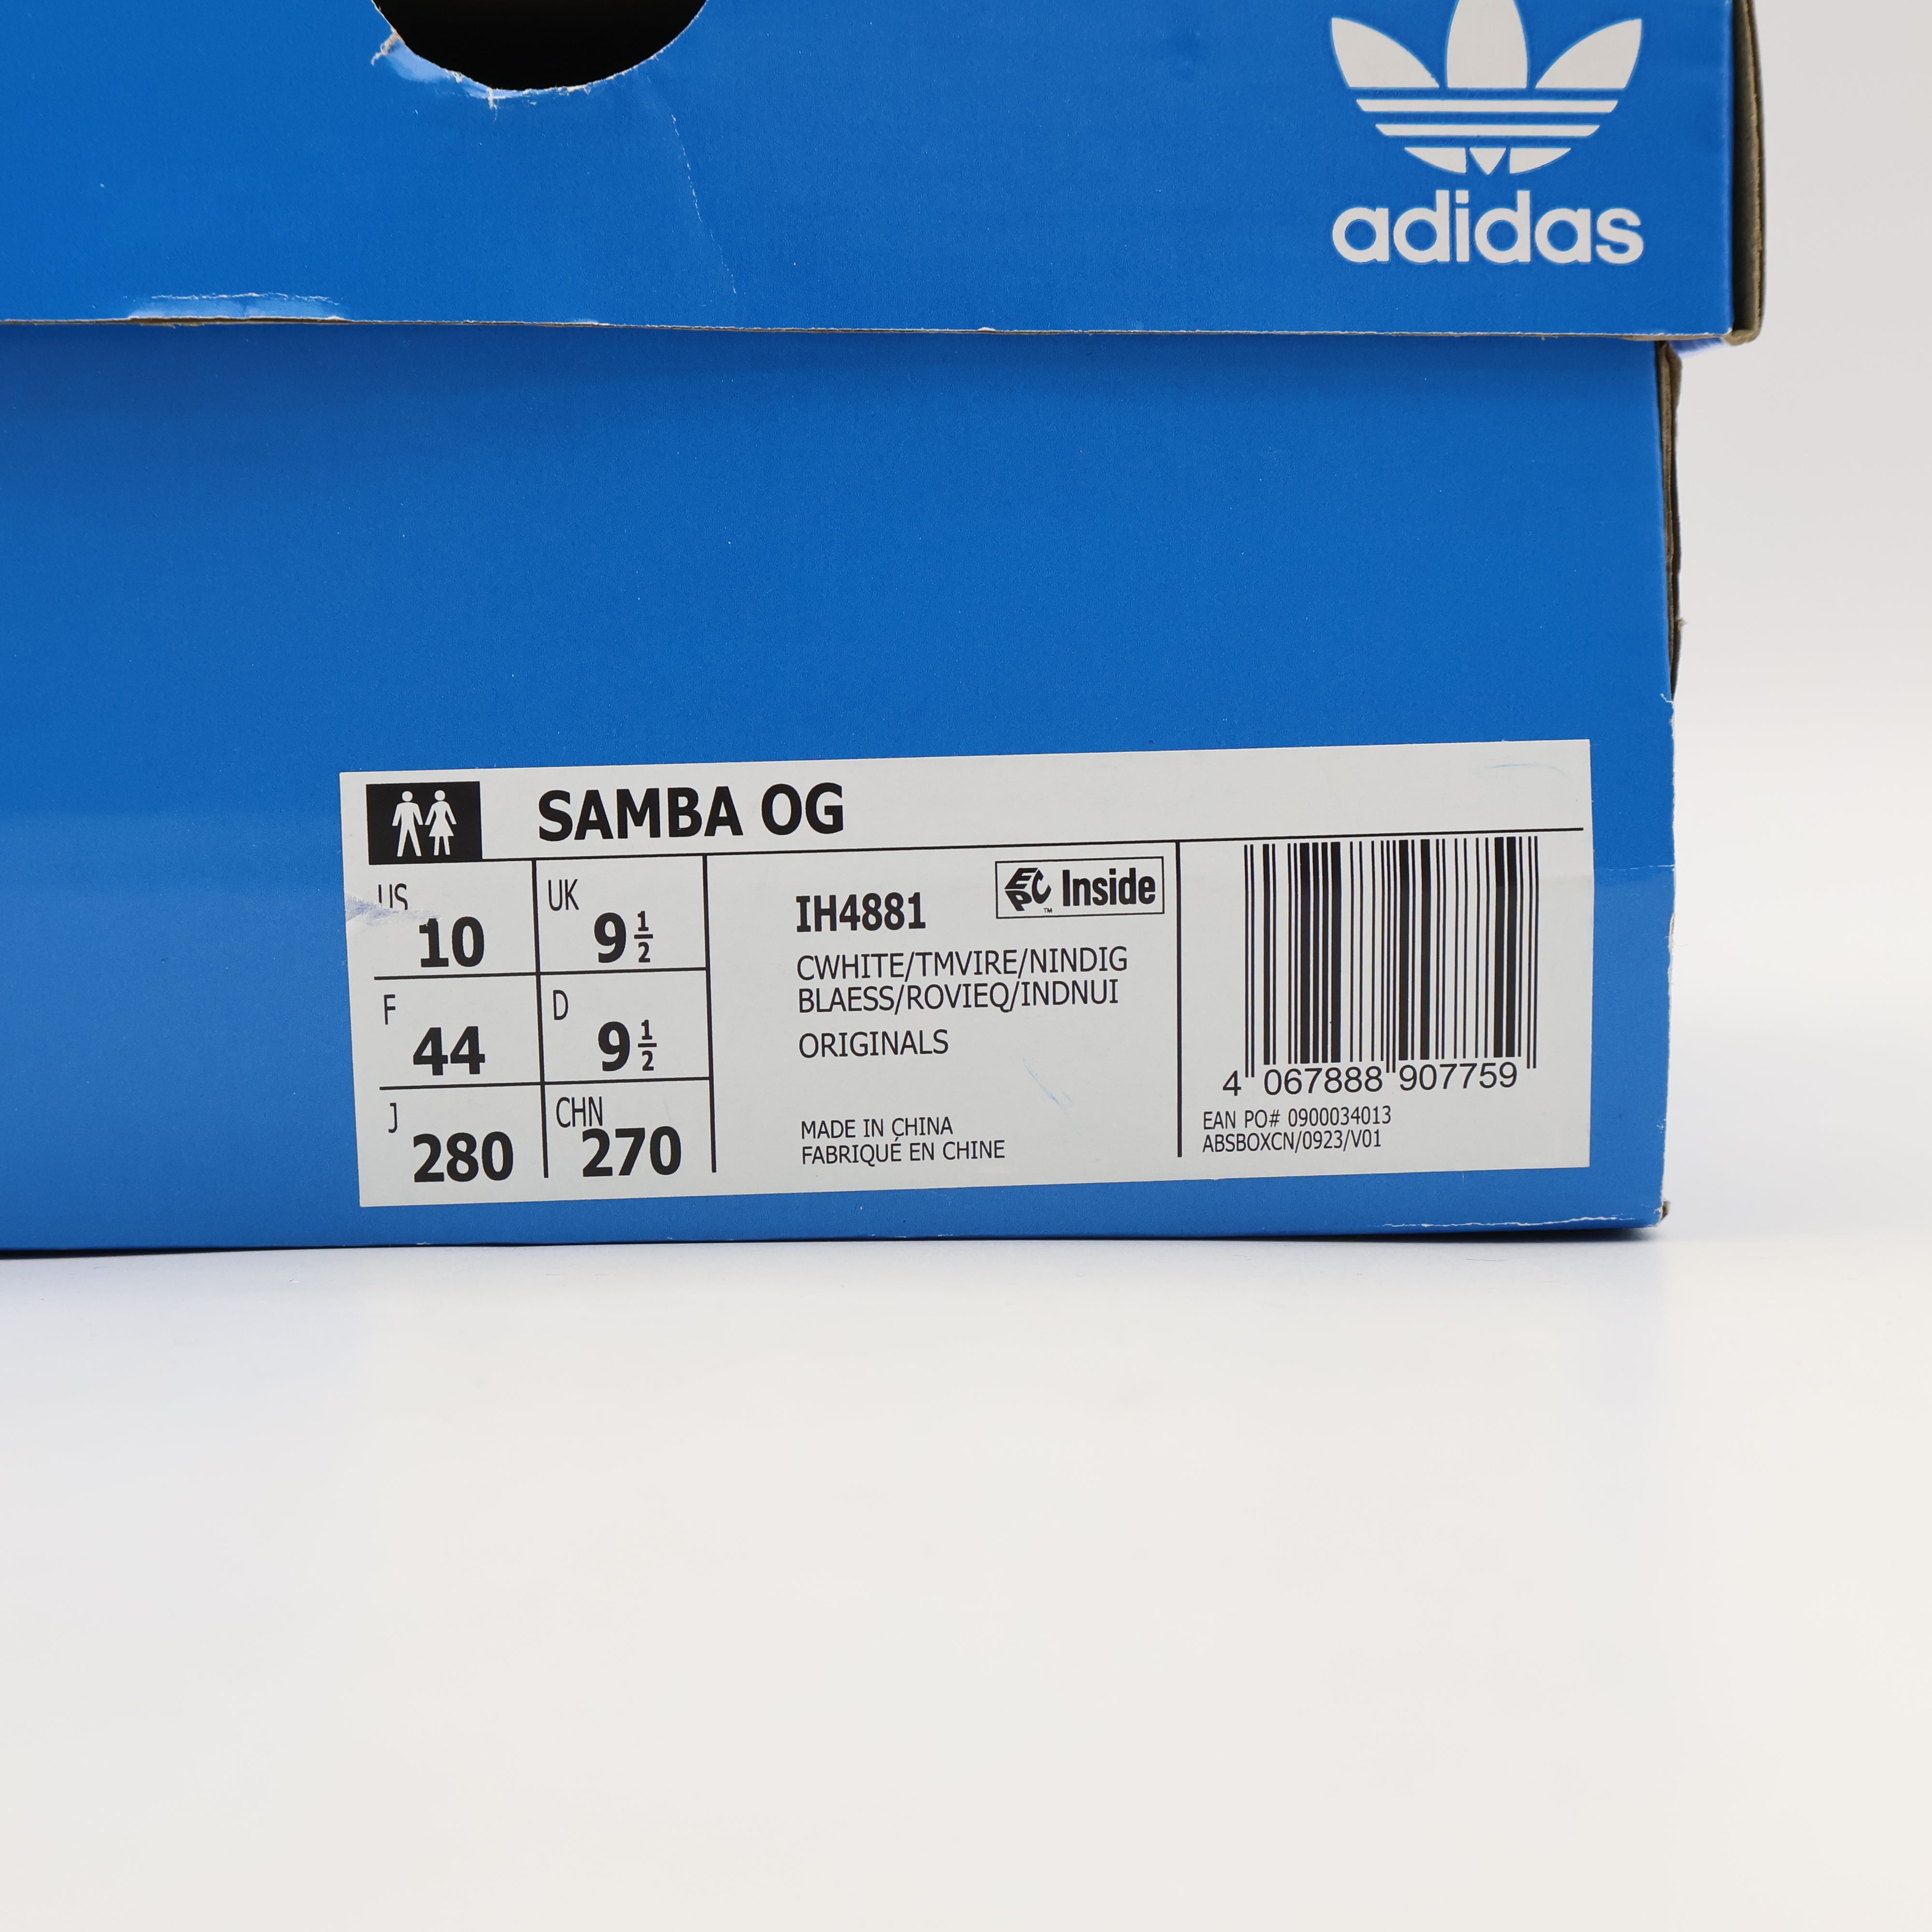 adidas
SAMBA OG
US
10
UK
9 1/2
F
44
D
9 1/2
J
280
CHN
270
IH4881
EPC Inside
™
CWHITE/TMVIRE/NINDIG
BLAESS/ROVIEQ/INDNUI
ORIGINALS
MADE IN CHINA
FABRIQUÉ EN CHINE
4 067888 907759
EAN PO# 0900034013
ABSBOXCN/0923/V01